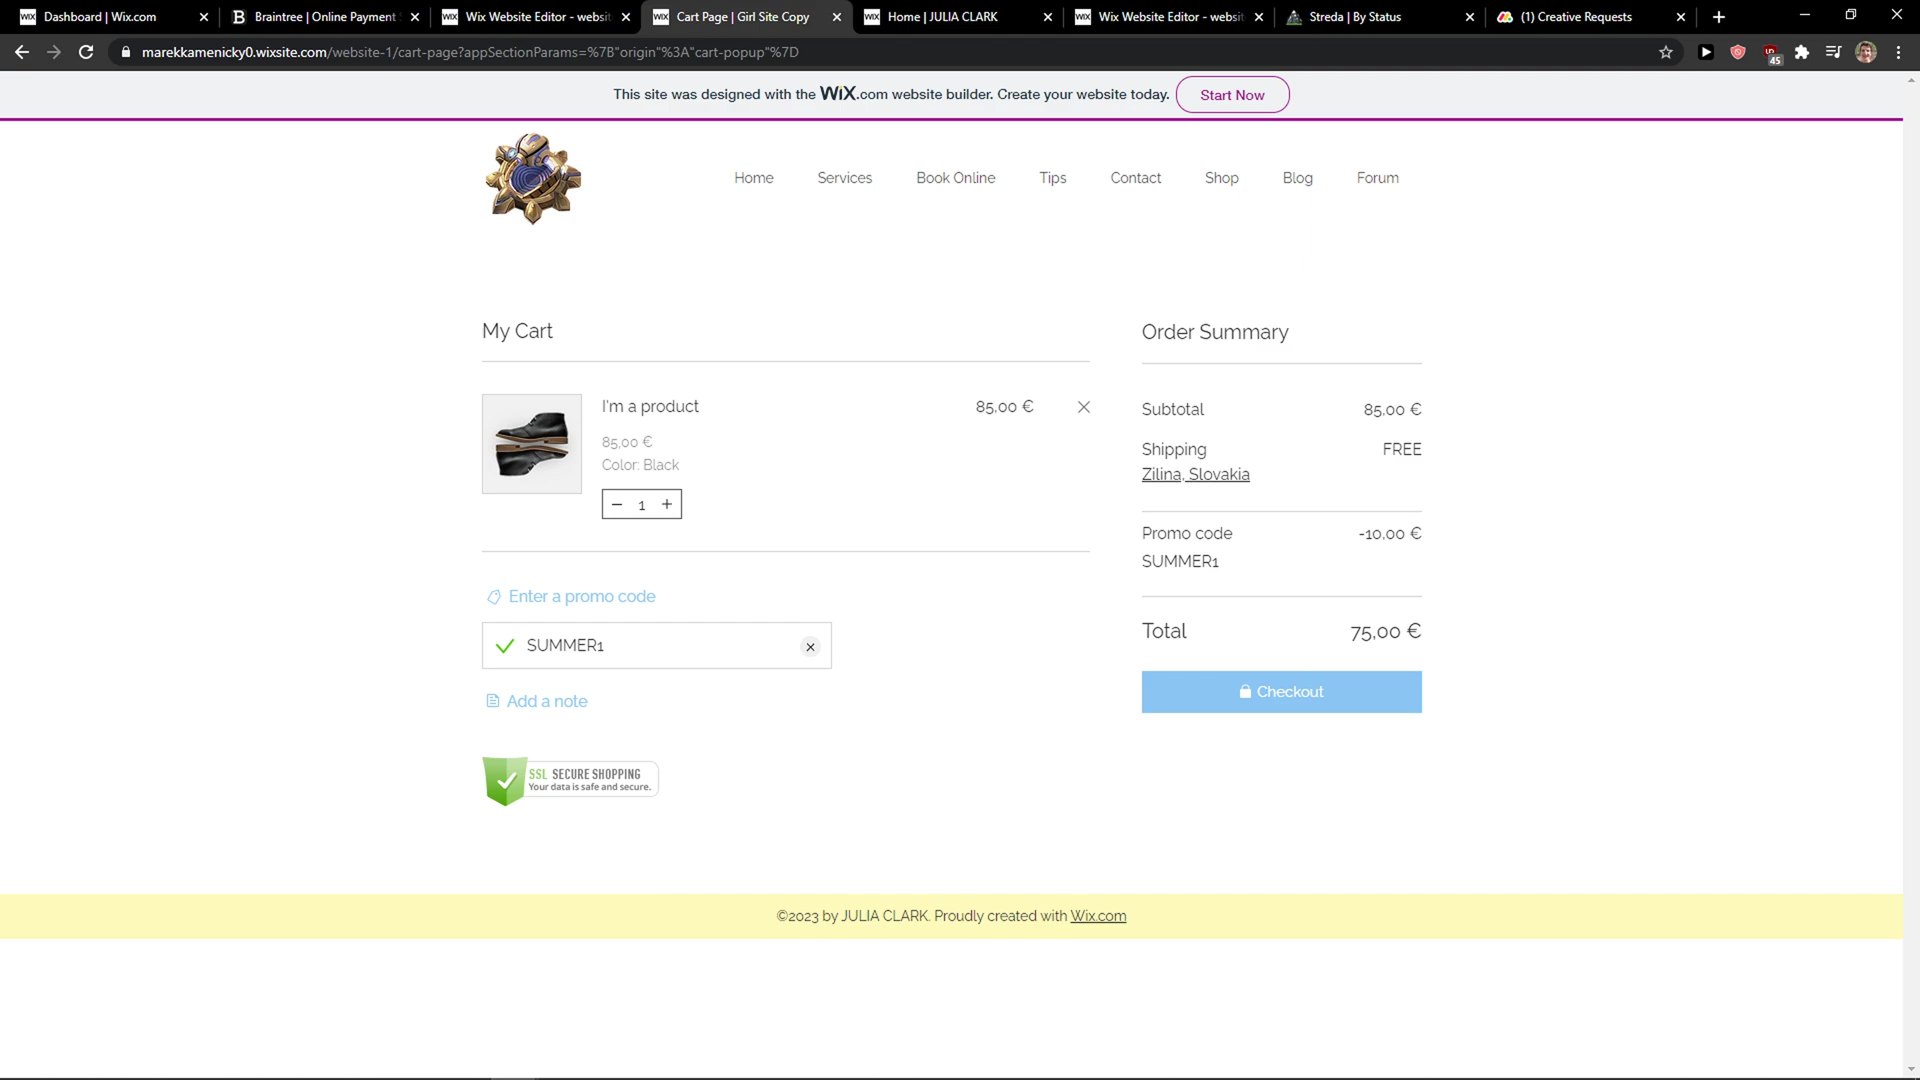 Dashboard | Wix.com
Braintree | Online Payment
Wix Website Editor - websit
Cart Page | Girl Site Copy
Home | JULIA CLARK
Wix Website Editor - websit
Streda | By Status
(1) Creative Requests
marekkamenicky0.wixsite.com/website-1/cart-page?appSectionParams=%7B"origin"%3A"cart-popup"%7D
45
This site was designed with the WiX.com website builder. Create your website today.
Start Now
Home
Services
Book Online
Tips
Contact
Shop
Blog
Forum
My Cart
I'm a product
85,00 €
85,00 €
Color: Black
1
Enter a promo code
SUMMER1
Add a note
SSL SECURE SHOPPING
Your data is safe and secure.
Order Summary
Subtotal 85,00 €
Shipping FREE
Zilina, Slovakia
Promo code -10,00 €
SUMMER1
Total 75,00 €
Checkout
©2023 by JULIA CLARK. Proudly created with Wix.com